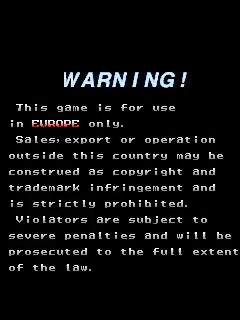 WARNING!
This game is for use
in EUROPE only.
Sales, export or operation
outside this country may be
construed as copyright and
trademark infringement and
is strictly prohibited.
Violators are subject to
severe penalties and will be
prosecuted to the full extent
of the law.